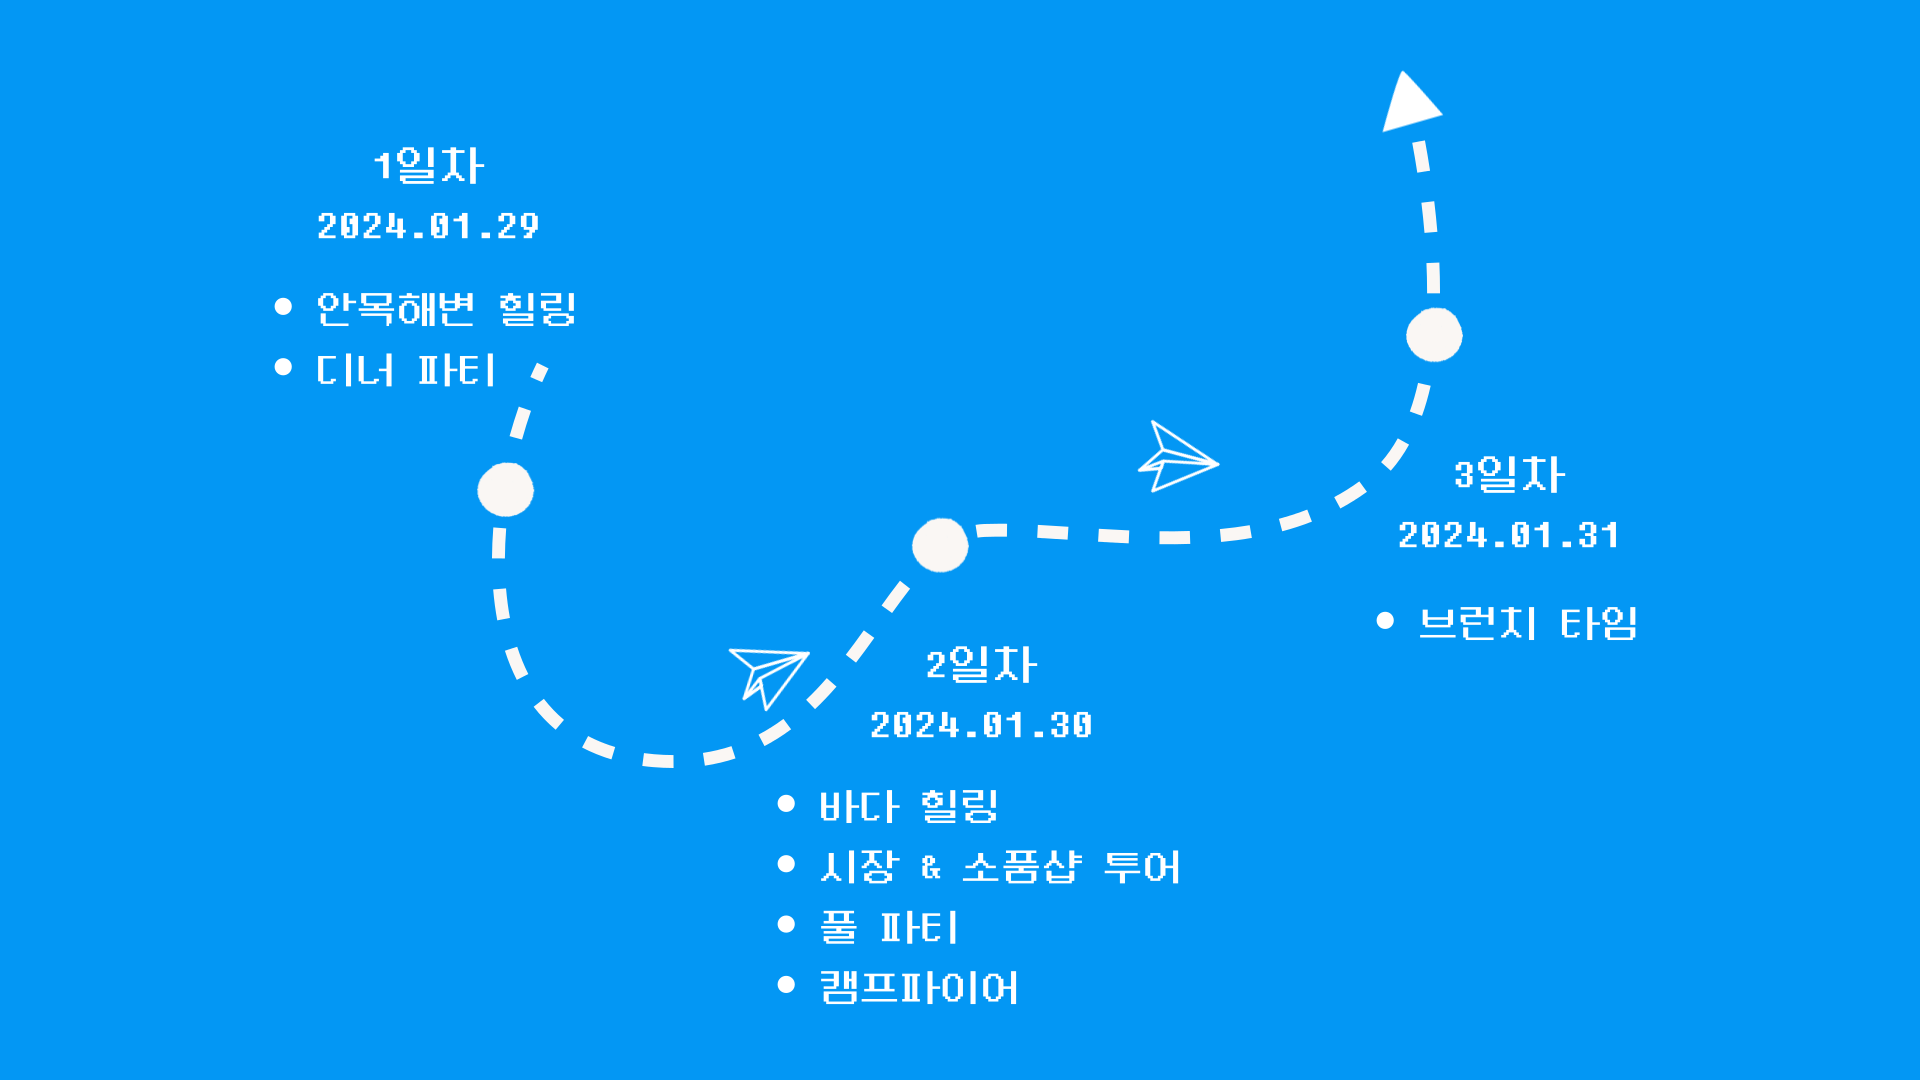 1일차
2024.01.29
• 안목해변 힐링
• 디너 파티
2일차
2024.01.30
• 바다 힐링
• 시장 & 소품샵 투어
• 풀 파티
• 캠프파이어
3일차
2024.01.31
• 브런치 타임